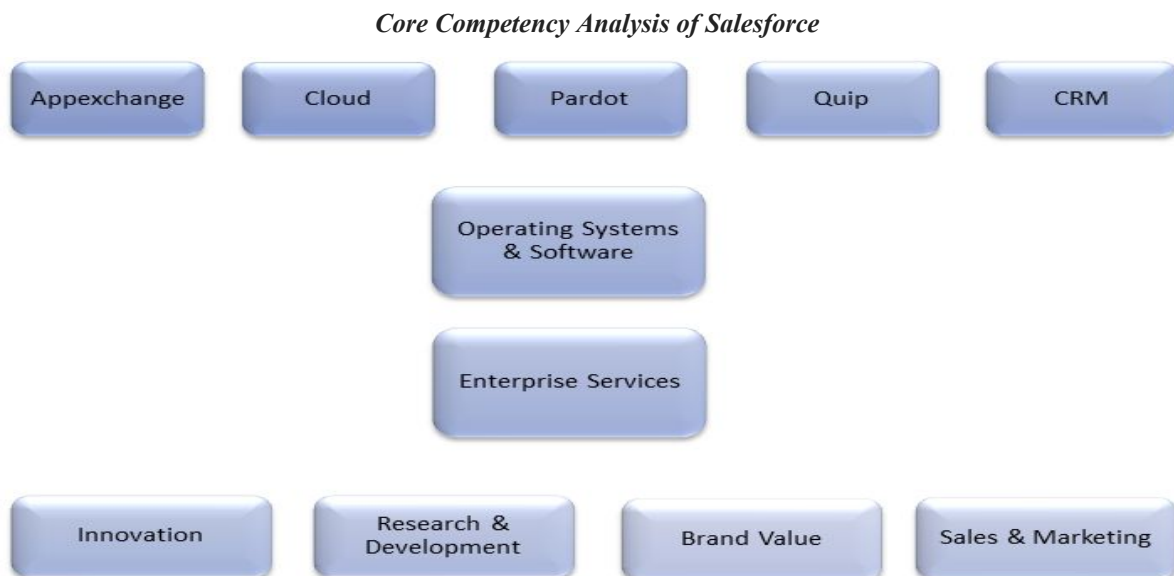 Core Competency Analysis of Salesforce
Appexchange
Cloud
Pardot
Quip
CRM
Operating Systems
& Software
Enterprise Services
Innovation
Research &
Development
Brand Value
Sales & Marketing